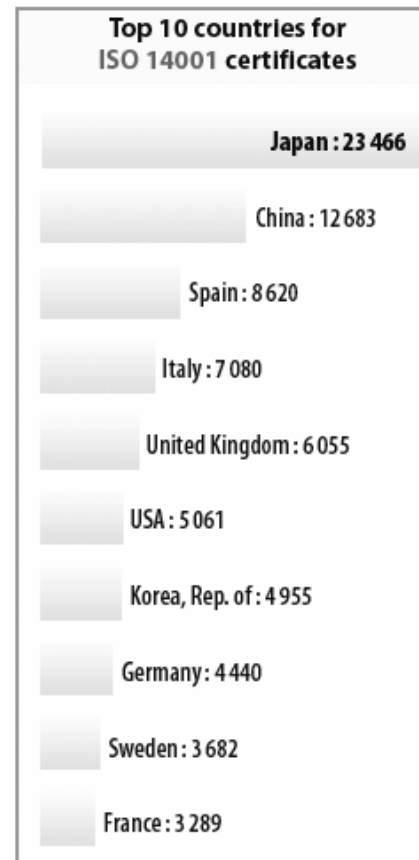 Top 10 countries for
ISO 14001 certificates
Japan : 23 466
China : 12 683
Spain : 8 620
Italy : 7 080
United Kingdom : 6 055
USA : 5 061
Korea, Rep. of : 4 955
Germany : 4 440
Sweden : 3 682
France : 3 289